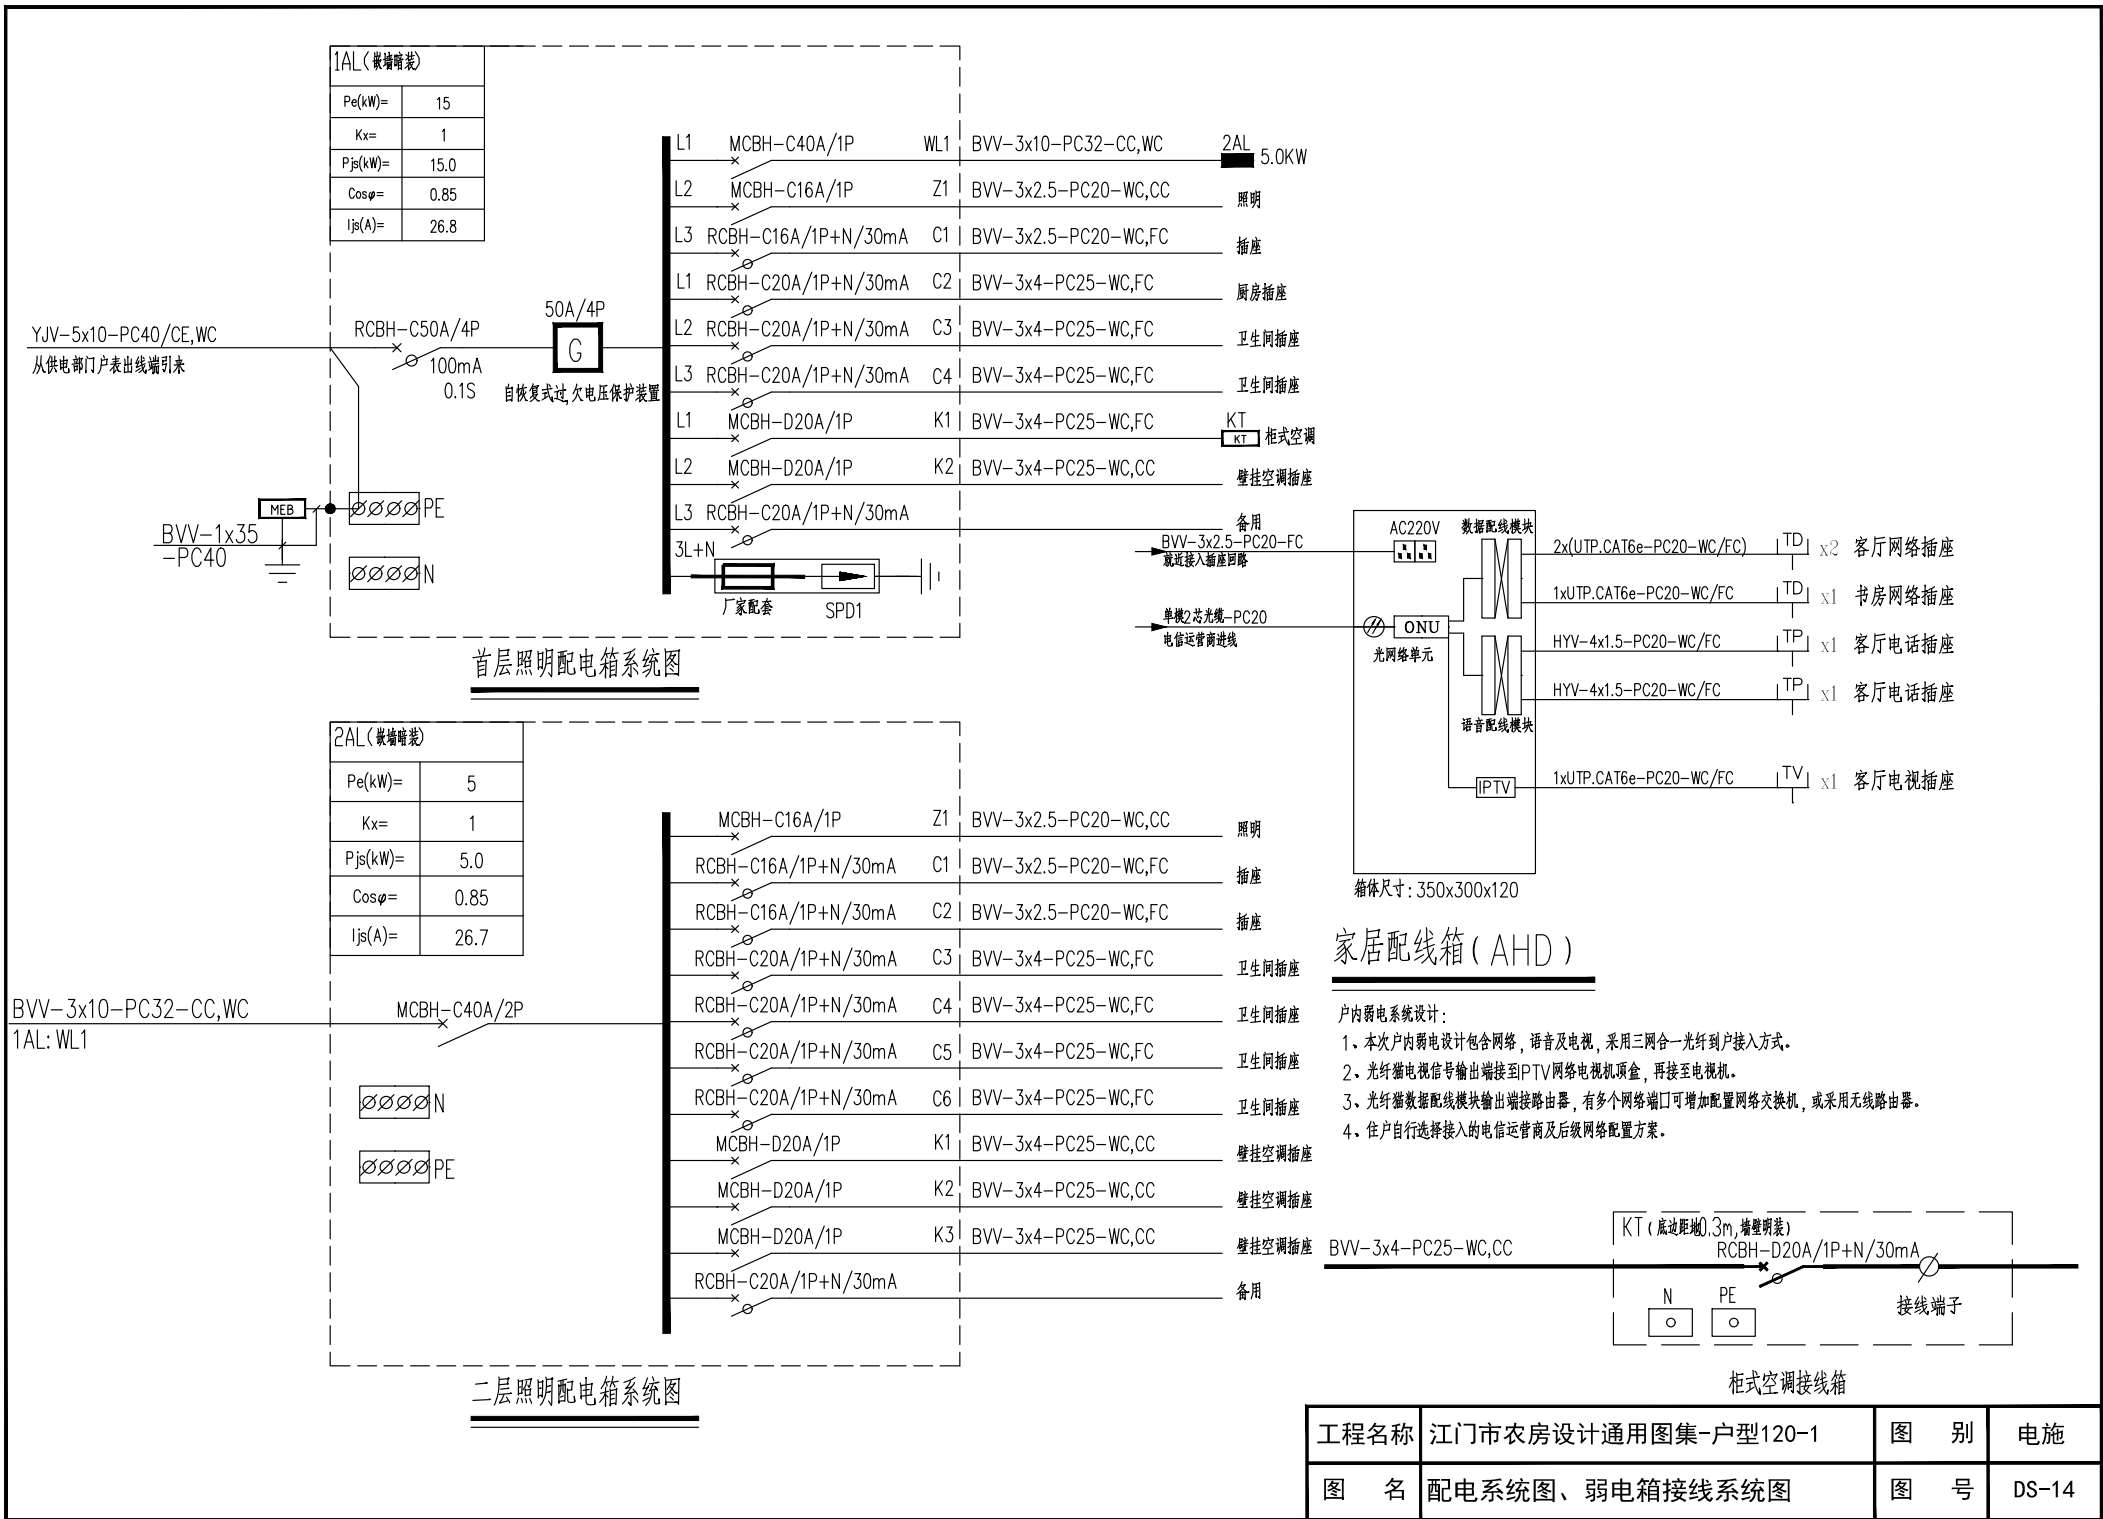 1AL(嵌墙暗装)
Pe(kW)= 15
Kx= 1
Pjs(kW)= 15.0
Cosφ= 0.85
Ijs(A)= 26.8
YJV-5x10-PC40/CE,WC
从供电部门户表出线端引来
RCBH-C50A/4P
100mA
0.1S
50A/4P
G
自恢复式过,欠电压保护装置
MEB
BVV-1x35
-PC40
PE
N
L1 MCBH-C40A/1P WL1 BVV-3x10-PC32-CC,WC 2AL 5.0KW
L2 MCBH-C16A/1P Z1 BVV-3x2.5-PC20-WC,CC 照明
L3 RCBH-C16A/1P+N/30mA C1 BVV-3x2.5-PC20-WC,FC 插座
L1 RCBH-C20A/1P+N/30mA C2 BVV-3x4-PC25-WC,FC 厨房插座
L2 RCBH-C20A/1P+N/30mA C3 BVV-3x4-PC25-WC,FC 卫生间插座
L3 RCBH-C20A/1P+N/30mA C4 BVV-3x4-PC25-WC,FC 卫生间插座
L1 MCBH-D20A/1P K1 BVV-3x4-PC25-WC,FC KT KT 柜式空调
L2 MCBH-D20A/1P K2 BVV-3x4-PC25-WC,CC 壁挂空调插座
L3 RCBH-C20A/1P+N/30mA 备用
3L+N
厂家配套 SPD1
首层照明配电箱系统图
2AL(嵌墙暗装)
Pe(kW)= 5
Kx= 1
Pjs(kW)= 5.0
Cosφ= 0.85
Ijs(A)= 26.7
BVV-3x10-PC32-CC,WC
1AL: WL1
MCBH-C40A/2P
N
PE
MCBH-C16A/1P Z1 BVV-3x2.5-PC20-WC,CC 照明
RCBH-C16A/1P+N/30mA C1 BVV-3x2.5-PC20-WC,FC 插座
RCBH-C16A/1P+N/30mA C2 BVV-3x2.5-PC20-WC,FC 插座
RCBH-C20A/1P+N/30mA C3 BVV-3x4-PC25-WC,FC 卫生间插座
RCBH-C20A/1P+N/30mA C4 BVV-3x4-PC25-WC,FC 卫生间插座
RCBH-C20A/1P+N/30mA C5 BVV-3x4-PC25-WC,FC 卫生间插座
RCBH-C20A/1P+N/30mA C6 BVV-3x4-PC25-WC,FC 卫生间插座
MCBH-D20A/1P K1 BVV-3x4-PC25-WC,CC 壁挂空调插座
MCBH-D20A/1P K2 BVV-3x4-PC25-WC,CC 壁挂空调插座
MCBH-D20A/1P K3 BVV-3x4-PC25-WC,CC 壁挂空调插座
RCBH-C20A/1P+N/30mA 备用
二层照明配电箱系统图
BVV-3x2.5-PC20-FC
就近接入插座回路
单模2芯光缆-PC20
电信运营商进线
AC220V
数据配线模块
ONU
光网络单元
语音配线模块
IPTV
2x(UTP.CAT6e-PC20-WC/FC) TD x2 客厅网络插座
1xUTP.CAT6e-PC20-WC/FC TD x1 书房网络插座
HYV-4x1.5-PC20-WC/FC TP x1 客厅电话插座
HYV-4x1.5-PC20-WC/FC TP x1 客厅电话插座
1xUTP.CAT6e-PC20-WC/FC TV x1 客厅电视插座
箱体尺寸: 350x300x120
家居配线箱(AHD)
户内弱电系统设计:
1、本次户内弱电设计包含网络,语音及电视,采用三网合一光纤到户接入方式。
2、光纤猫电视信号输出端接至IPTV网络电视机顶盒,再接至电视机。
3、光纤猫数据配线模块输出端接路由器,有多个网络端口可增加配置网络交换机,或采用无线路由器。
4、住户自行选择接入的电信运营商及后级网络配置方案。
KT(底边距地0.3m,墙壁明装)
BVV-3x4-PC25-WC,CC
RCBH-D20A/1P+N/30mA
N PE
接线端子
柜式空调接线箱
工程名称 江门市农房设计通用图集-户型120-1 图 别 电施
图 名 配电系统图、弱电箱接线系统图 图 号 DS-14